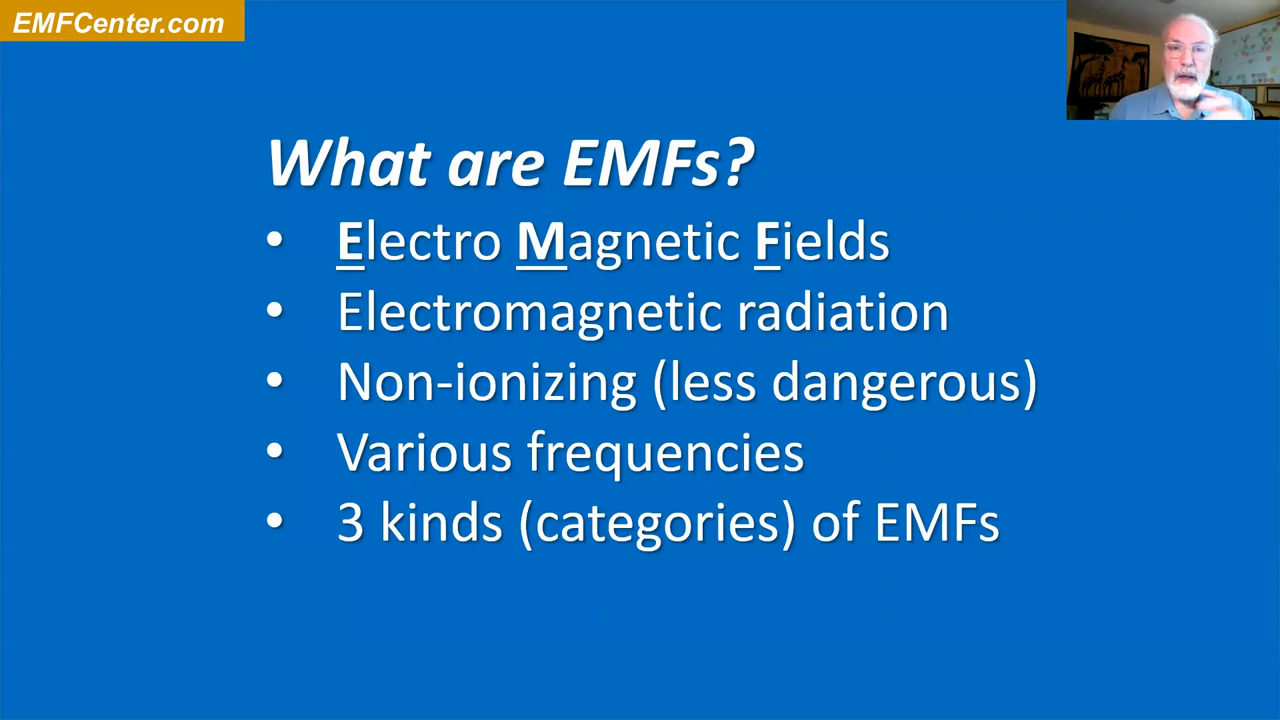 EMFCenter.com
What are EMFs?
• Electro Magnetic Fields
• Electromagnetic radiation
• Non-ionizing (less dangerous)
• Various frequencies
• 3 kinds (categories) of EMFs